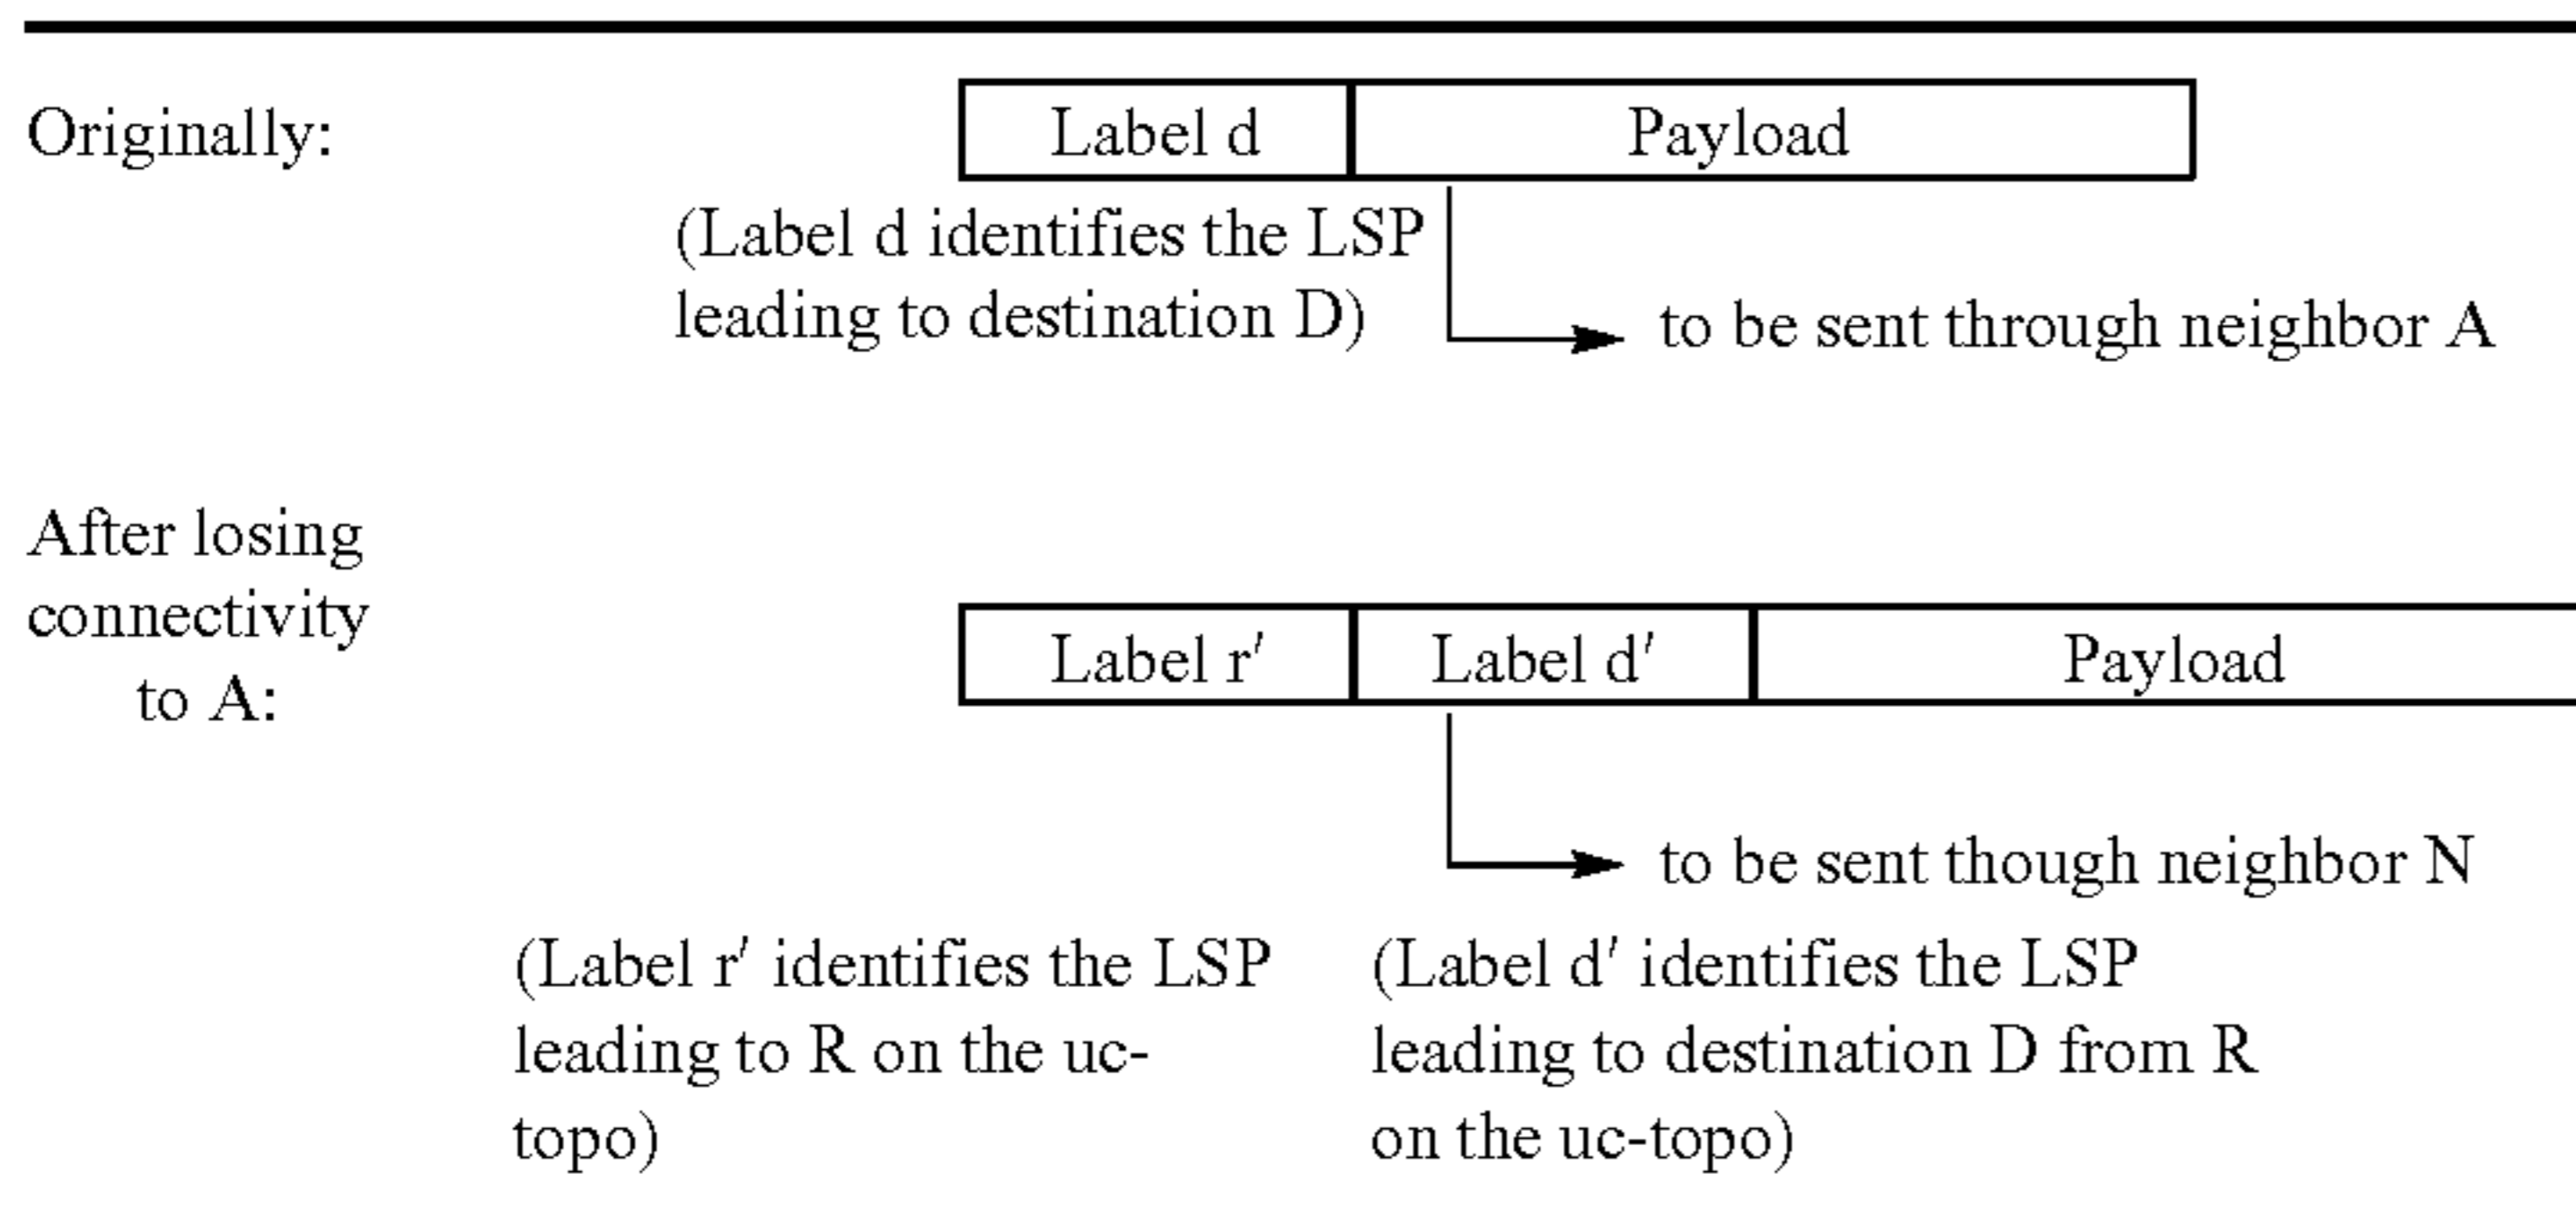 Originally:
Label d Payload
(Label d identifies the LSP
leading to destination D)
to be sent through neighbor A
After losing
connectivity
to A:
Label r′ Label d′ Payload
to be sent though neighbor N
(Label r′ identifies the LSP
leading to R on the uc-
topo)
(Label d′ identifies the LSP
leading to destination D from R
on the uc-topo)